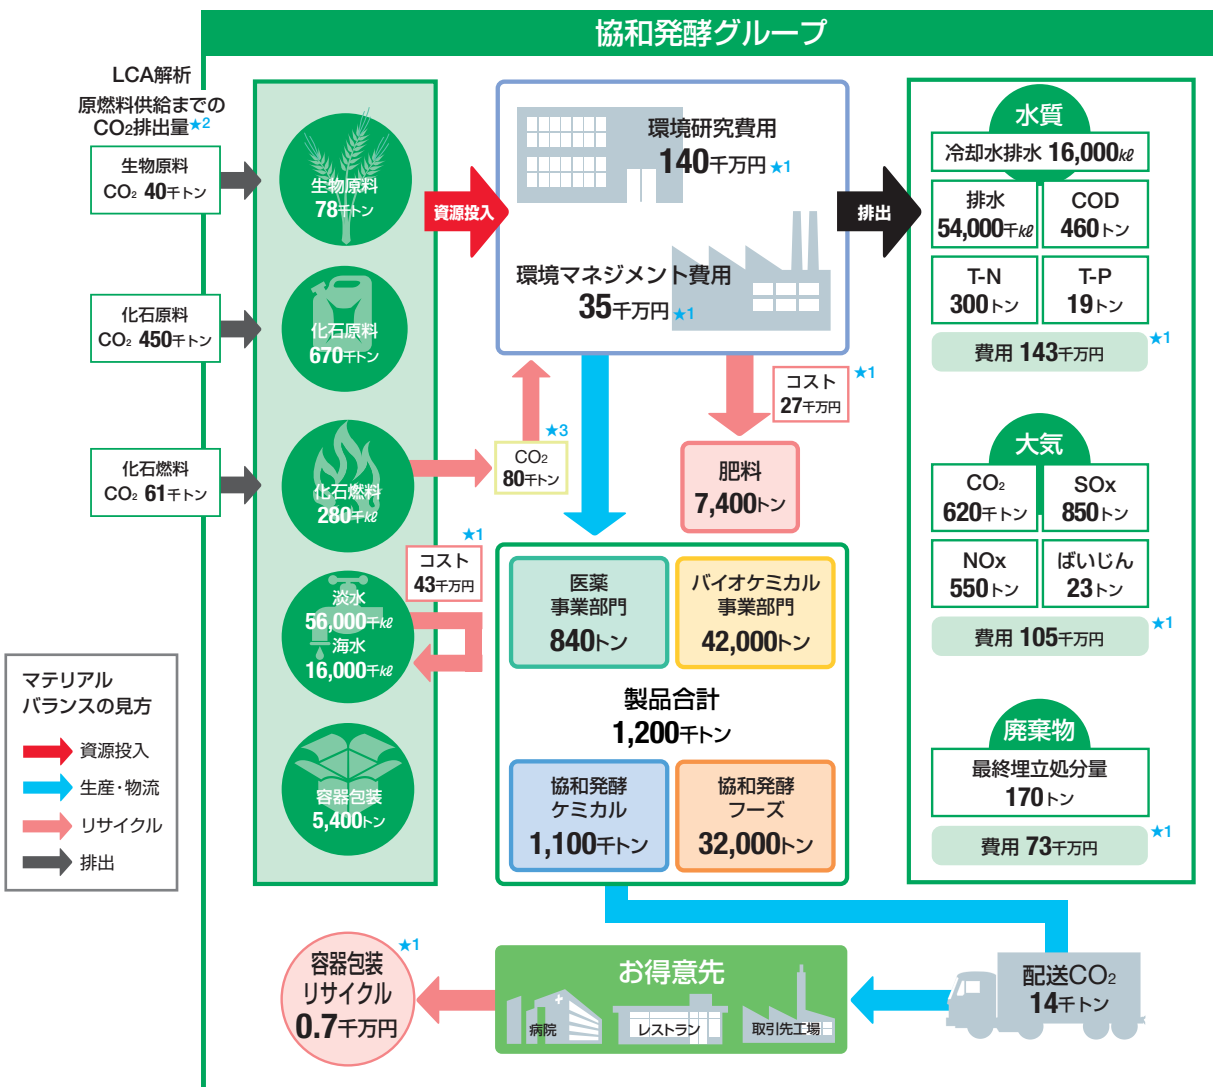 協和発酵グループ
LCA解析
原燃料供給までの
CO₂排出量★2
生物原料
CO₂ 40千トン
化石原料
CO₂ 450千トン
化石燃料
CO₂ 61千トン
生物原料
78千トン
化石原料
670千トン
化石燃料
280千kℓ
淡水
56,000千kℓ
海水
16,000千kℓ
容器包装
5,400トン
資源投入
環境研究費用
140千万円★1
環境マネジメント費用
35千万円★1
排出
★3
CO₂
80千トン
★1
コスト
43千万円
★1
コスト
27千万円
肥料
7,400トン
医薬
事業部門
840トン
バイオケミカル
事業部門
42,000トン
製品合計
1,200千トン
協和発酵
ケミカル
1,100千トン
協和発酵
フーズ
32,000トン
水質
冷却水排水 16,000kℓ
排水
54,000千kℓ
COD
460トン
T-N
300トン
T-P
19トン
費用 143千万円
★1
大気
CO₂
620千トン
SOx
850トン
NOx
550トン
ばいじん
23トン
費用 105千万円
★1
廃棄物
最終埋立処分量
170トン
費用 73千万円
★1
マテリアル
バランスの見方
資源投入
生産・物流
リサイクル
排出
★1
容器包装
リサイクル
0.7千万円
お得意先
病院
レストラン
取引先工場
配送CO₂
14千トン